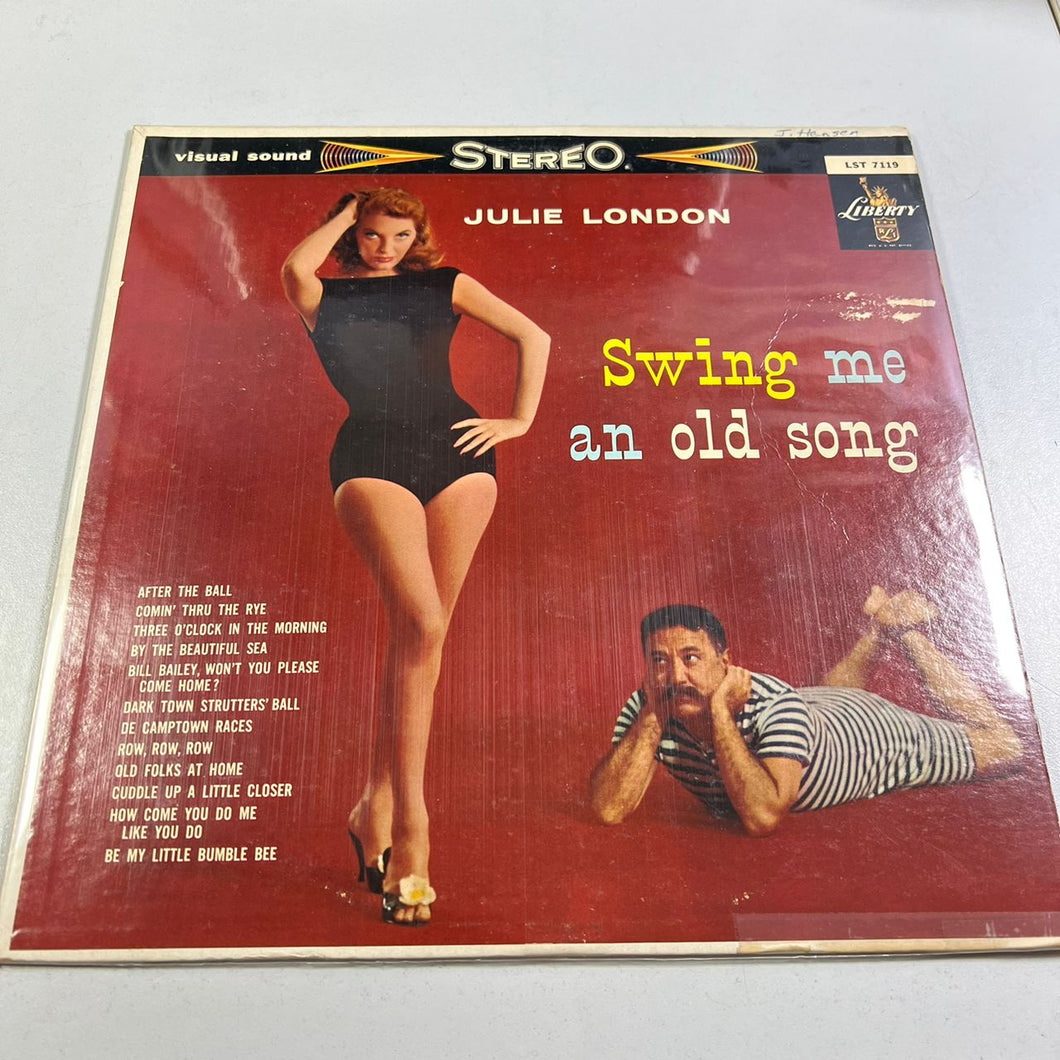 J. Hansen
visual sound STEREO
LST 7119
LIBERTY
JULIE LONDON
Swing me
an old song
AFTER THE BALL
COMIN' THRU THE RYE
THREE O'CLOCK IN THE MORNING
BY THE BEAUTIFUL SEA
BILL BAILEY, WON'T YOU PLEASE
COME HOME?
DARK TOWN STRUTTERS' BALL
DE CAMPTOWN RACES
ROW, ROW, ROW
OLD FOLKS AT HOME
CUDDLE UP A LITTLE CLOSER
HOW COME YOU DO ME
LIKE YOU DO
BE MY LITTLE BUMBLE BEE